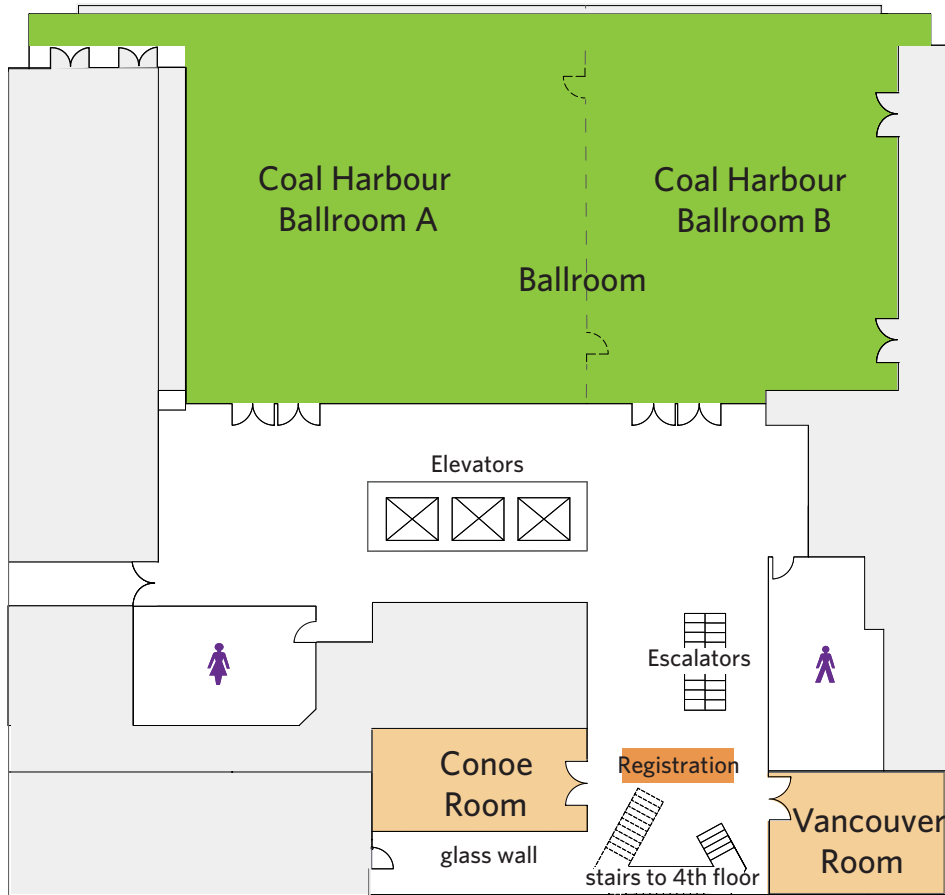 Coal Harbour
Ballroom A
Coal Harbour
Ballroom B
Ballroom
Elevators
Escalators
Registration
Conoe
Room
Vancouver
Room
glass wall
stairs to 4th floor